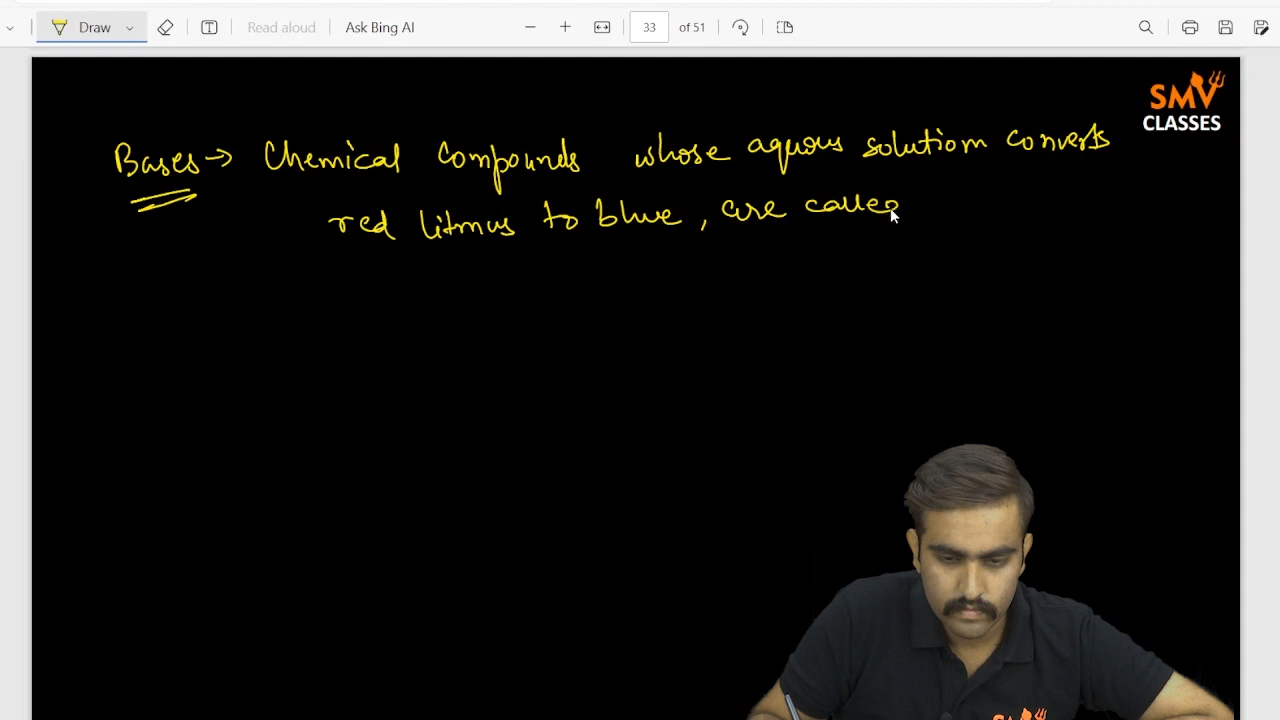 Draw
Read aloud
Ask Bing AI
33
of 51
SMV
CLASSES
Bases → Chemical compounds whose aquous solution converts
red litmus to blue, are called